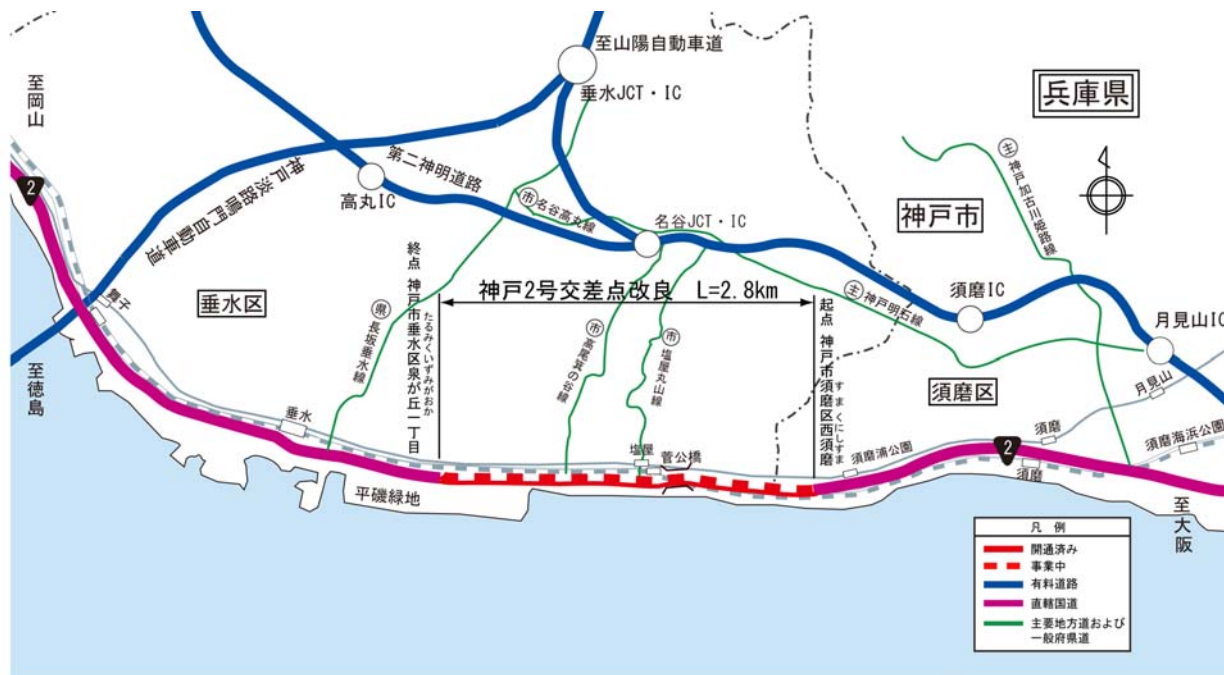 至山陽自動車道
垂水JCT・IC
兵庫県
至岡山
2
神戸淡路鳴門自動車道
第二神明道路
高丸IC
市 名谷高丸線
名谷JCT・IC
神戸市
主 神戸加古川姫路線
舞子
垂水区
終点 神戸市垂水区泉が丘一丁目
たるみくいずみがおか
神戸2号交差点改良 L=2.8km
起点 神戸市須磨区西須磨
すまくにしすま
主 神戸明石線
須磨IC
月見山IC
至徳島
県 長坂垂水線
市 高尾箕の谷線
市 塩屋丸山線
須磨区
月見山
垂水
塩屋
菅公橋
須磨浦公園
2
須磨
須磨
須磨海浜公園
平磯緑地
至大阪
凡例
開通済み
事業中
有料道路
直轄国道
主要地方道および
一般府県道